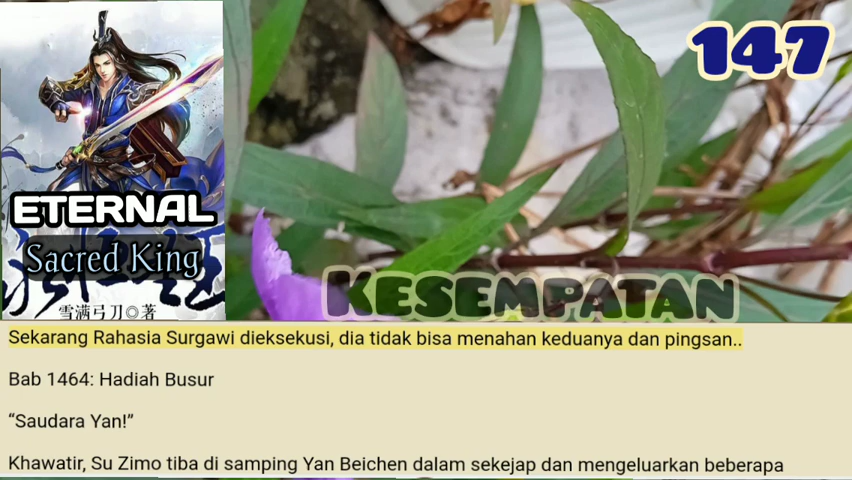 147
ETERNAL
Sacred King
雪满弓刀◎著
KESEMPATAN
Sekarang Rahasia Surgawi dieksekusi, dia tidak bisa menahan keduanya dan pingsan..
Bab 1464: Hadiah Busur
“Saudara Yan!”
Khawatir, Su Zimo tiba di samping Yan Beichen dalam sekejap dan mengeluarkan beberapa